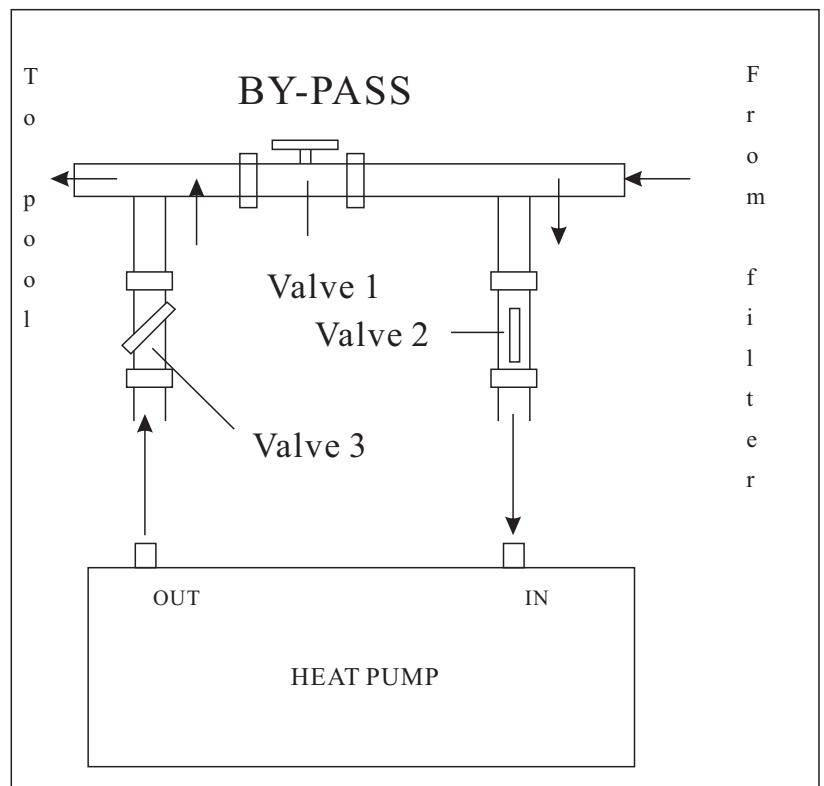 To pool
BY-PASS
From filter
Valve 1
Valve 2
Valve 3
OUT
IN
HEAT PUMP